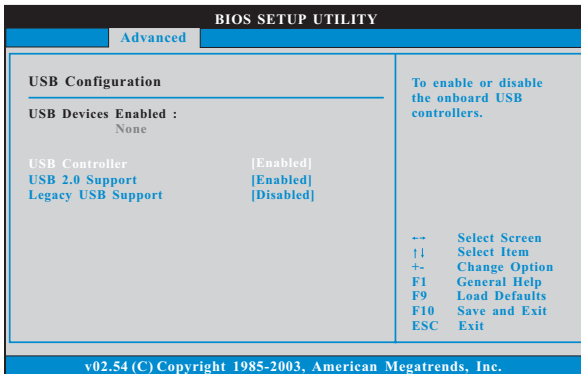 BIOS SETUP UTILITY
Advanced
USB Configuration
USB Devices Enabled :
None
USB Controller [Enabled]
USB 2.0 Support [Enabled]
Legacy USB Support [Disabled]
To enable or disable
the onboard USB
controllers.
←→ Select Screen
↑↓ Select Item
+- Change Option
F1 General Help
F9 Load Defaults
F10 Save and Exit
ESC Exit
v02.54 (C) Copyright 1985-2003, American Megatrends, Inc.